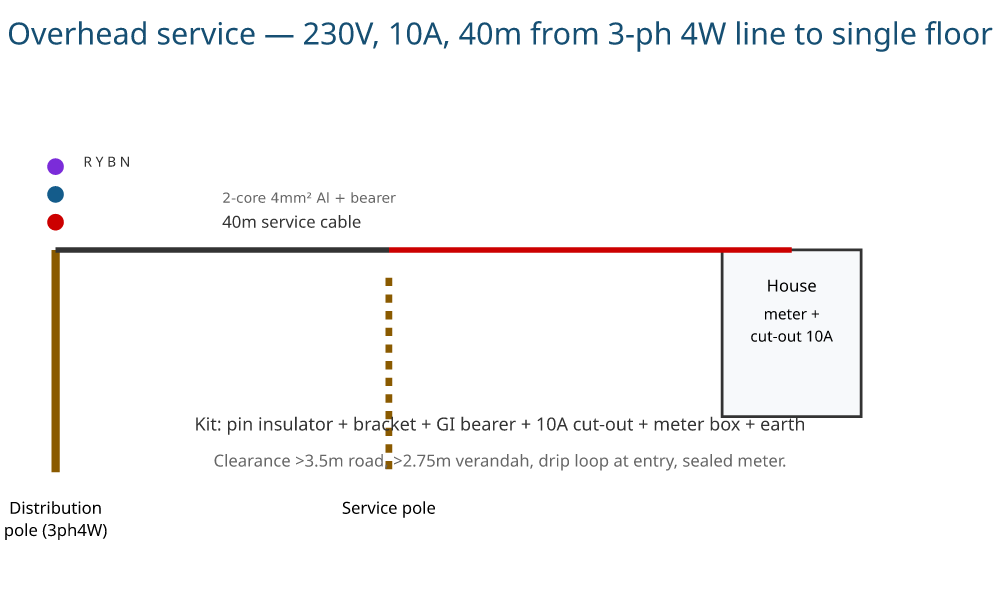 Overhead service — 230V, 10A, 40m from 3-ph 4W line to single floor
R Y B N
2-core 4mm² Al + bearer
40m service cable
House
meter +
cut-out 10A
Kit: pin insulator + bracket + GI bearer + 10A cut-out + meter box + earth
Clearance >3.5m road, >2.75m verandah, drip loop at entry, sealed meter.
Distribution
pole (3ph4W)
Service pole